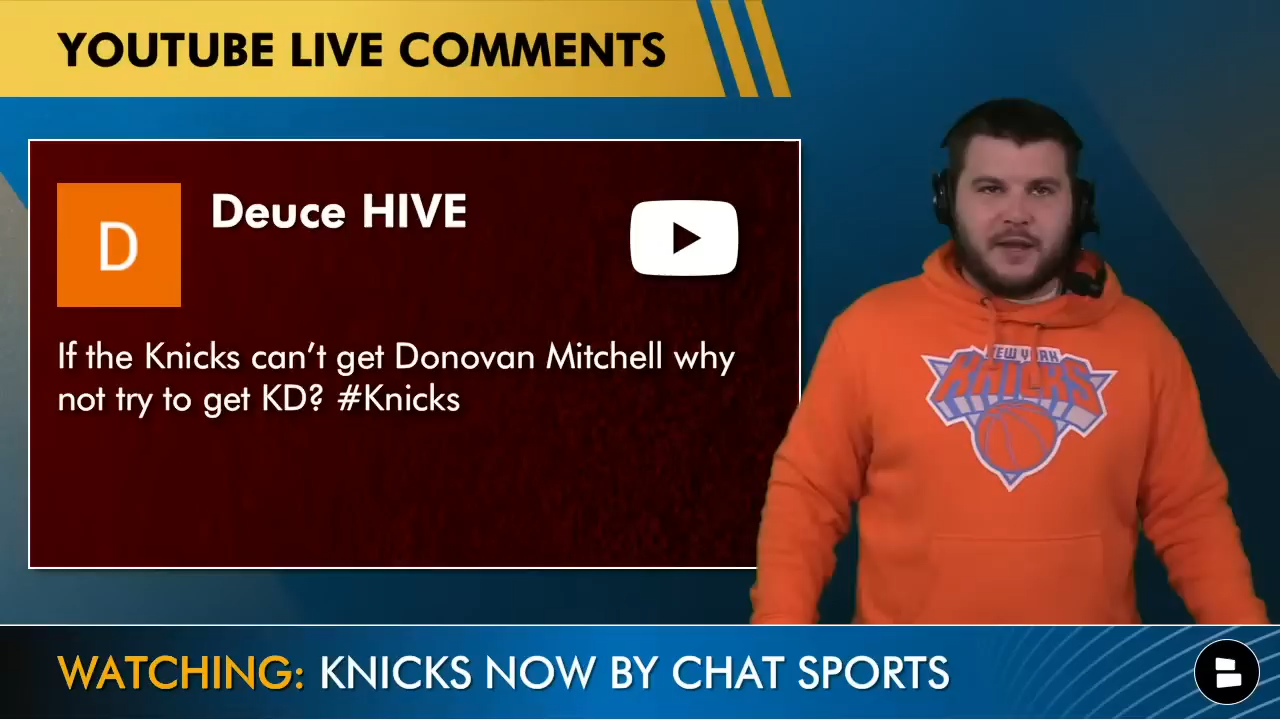 YOUTUBE LIVE COMMENTS
D
Deuce HIVE
If the Knicks can't get Donovan Mitchell why
not try to get KD? #Knicks
NEW YORK
KNICKS
WATCHING: KNICKS NOW BY CHAT SPORTS